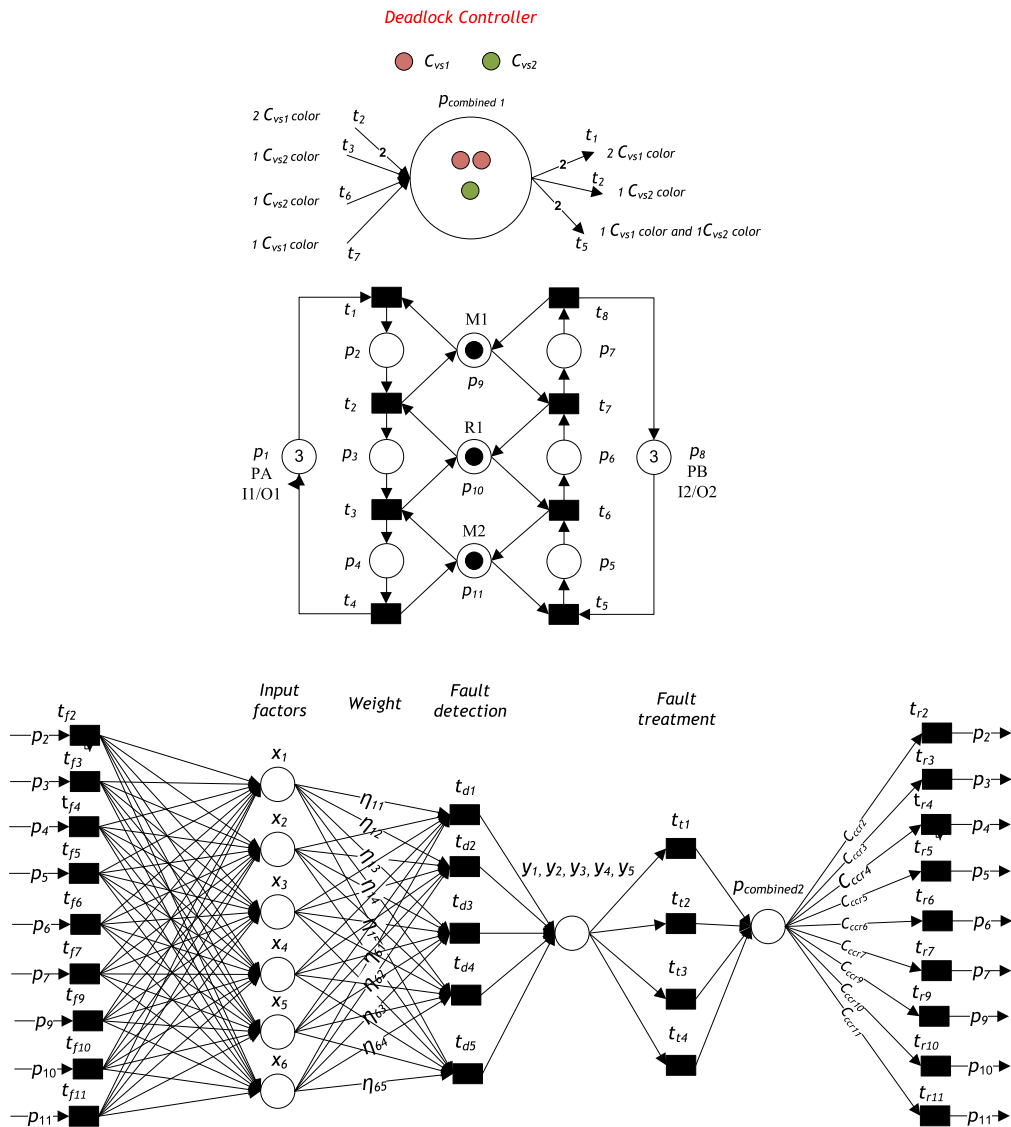 Deadlock Controller
Cvs1 Cvs2
pcombined 1
2 Cvs1 color t2
1 Cvs2 color t3
1 Cvs2 color t6
1 Cvs1 color t7
2
t1 2 Cvs1 color
2
t2 1 Cvs2 color
2
t5 1 Cvs1 color and 1Cvs2 color
t1 t8
M1
p2 p9 p7
t2 t7
R1
p1 3 p3 p10 p6 3 p8
PA PB
I1/O1 I2/O2
t3 t6
M2
p4 p11 p5
t4 t5
Input factors
Weight
Fault detection
Fault treatment
tf2
p2
tf3
p3
tf4
p4
tf5
p5
tf6
p6
tf7
p7
tf9
p9
tf10
p10
tf11
p11
x1
x2
x3
x4
x5
x6
η11
η12
η62
η63
η64
η65
td1
td2
td3
td4
td5
y1, y2, y3, y4, y5
tt1
tt2
tt3
tt4
pcombined2
Cccr2
Cccr3
Cccr4
Cccr5
Cccr6
Cccr7
Cccr9
Cccr10
Cccr11
tr2
p2
tr3
p3
tr4
p4
tr5
p5
tr6
p6
tr7
p7
tr9
p9
tr10
p10
tr11
p11